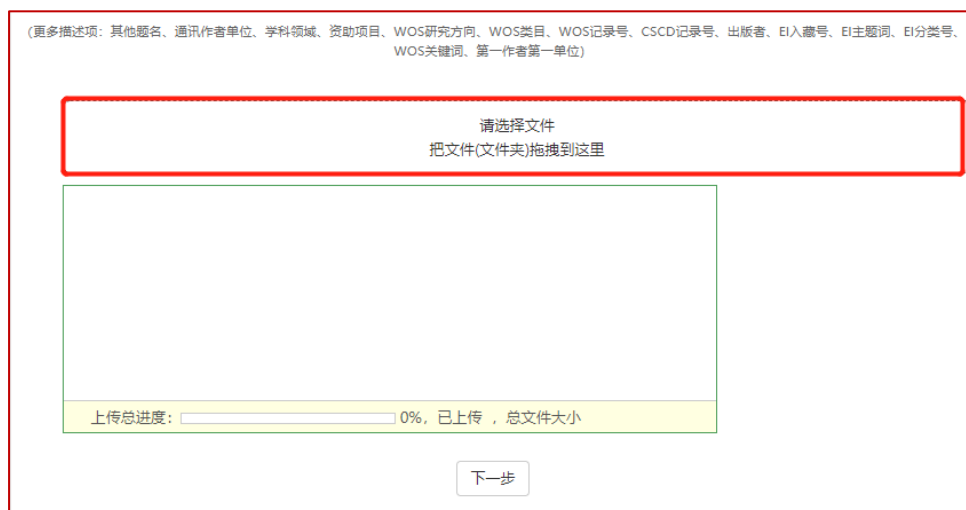 (更多描述项：其他题名、通讯作者单位、学科领域、资助项目、WOS研究方向、WOS类目、WOS记录号、CSCD记录号、出版者、EI入藏号、EI主题词、EI分类号、
WOS关键词、第一作者第一单位)
请选择文件
把文件(文件夹)拖拽到这里
上传总进度： 0%，已上传 ，总文件大小
下一步